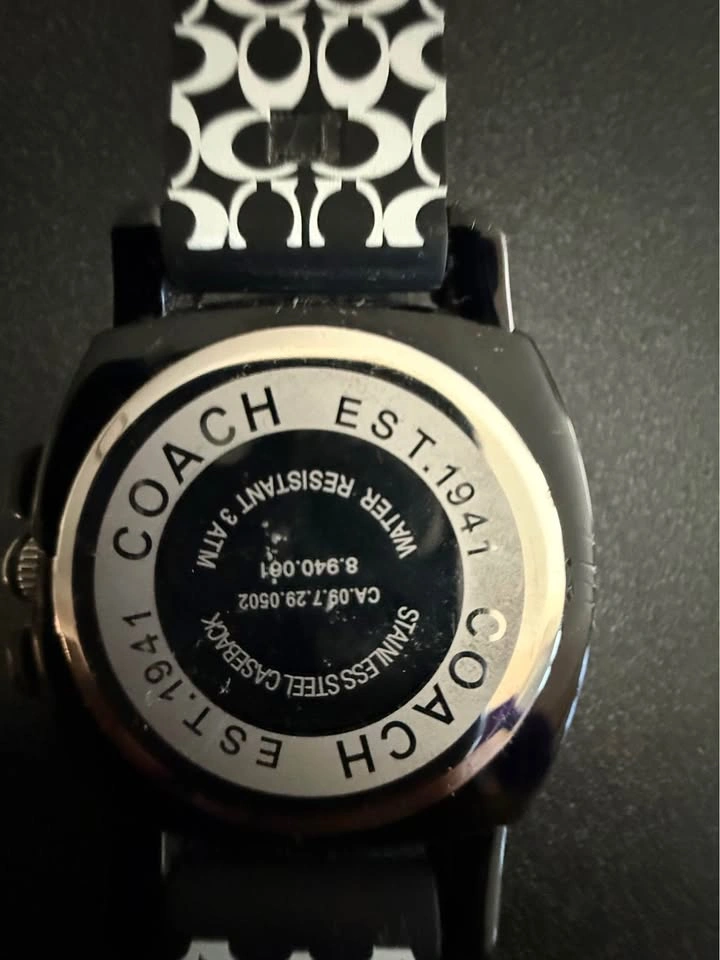 COACH EST.1941 COACH EST.1941
STAINLESS STEEL CASEBACK
CA.09.7.29.0502
8.940.061
WATER RESISTANT 3 ATM